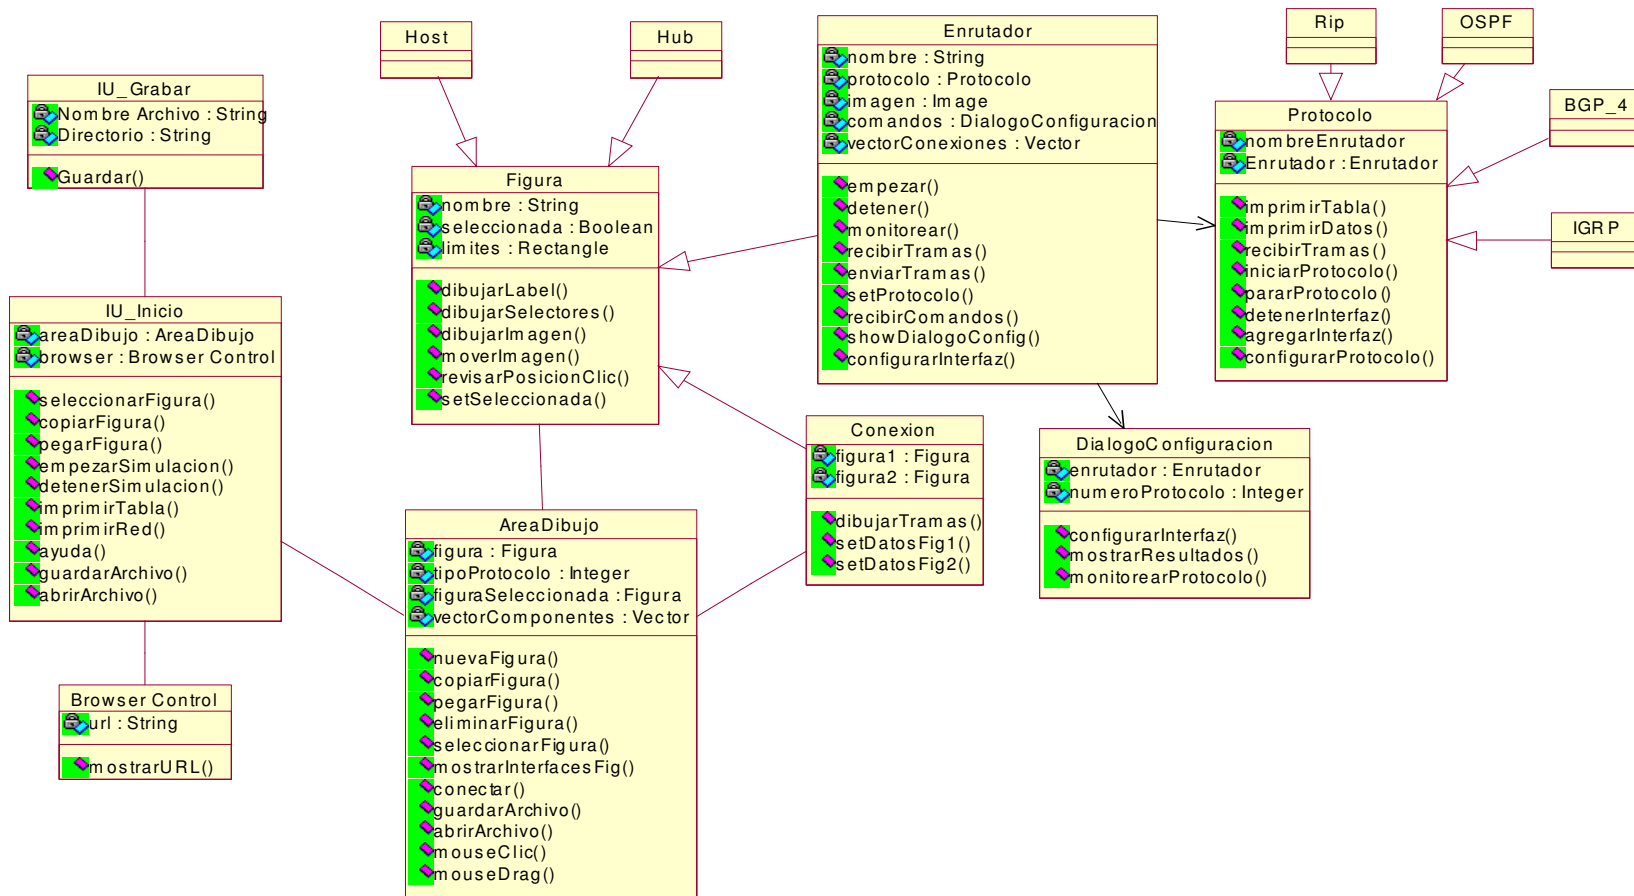 Host
Hub
Rip
OSPF
BGP_4
IGRP
IU_Grabar
Nombre Archivo : String
Directorio : String
Guardar()
Figura
nombre : String
seleccionada : Boolean
limites : Rectangle
dibujarLabel()
dibujarSelectores()
dibujarImagen()
moverImagen()
revisarPosicionClic()
setSeleccionada()
Enrutador
nombre : String
protocolo : Protocolo
imagen : Image
comandos : DialogoConfiguracion
vectorConexiones : Vector
empezar()
detener()
monitorear()
recibirTramas()
enviarTramas()
setProtocolo()
recibirComandos()
showDialogoConfig()
configurarInterfaz()
Protocolo
nombreEnrutador
Enrutador : Enrutador
imprimirTabla()
imprimirDatos()
recibirTramas()
iniciarProtocolo()
pararProtocolo()
detenerInterfaz()
agregarInterfaz()
configurarProtocolo()
IU_Inicio
areaDibujo : AreaDibujo
browser : Browser Control
seleccionarFigura()
copiarFigura()
pegarFigura()
empezarSimulacion()
detenerSimulacion()
imprimirTabla()
imprimirRed()
ayuda()
guardarArchivo()
abrirArchivo()
Conexion
figura1 : Figura
figura2 : Figura
dibujarTramas()
setDatosFig1()
setDatosFig2()
DialogoConfiguracion
enrutador : Enrutador
numeroProtocolo : Integer
configurarInterfaz()
mostrarResultados()
monitorearProtocolo()
AreaDibujo
figura : Figura
tipoProtocolo : Integer
figuraSeleccionada : Figura
vectorComponentes : Vector
nuevaFigura()
copiarFigura()
pegarFigura()
eliminarFigura()
seleccionarFigura()
mostrarInterfacesFig()
conectar()
guardarArchivo()
abrirArchivo()
mouseClic()
mouseDrag()
Browser Control
url : String
mostrarURL()